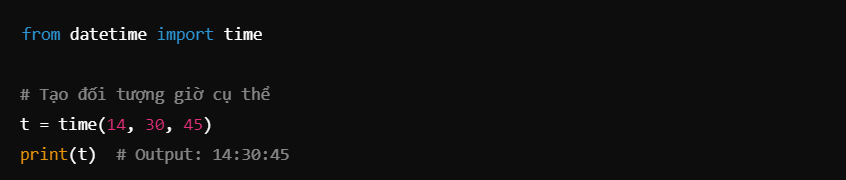 from datetime import time
# Tạo đối tượng giờ cụ thể
t = time(14, 30, 45)
print(t)  # Output: 14:30:45